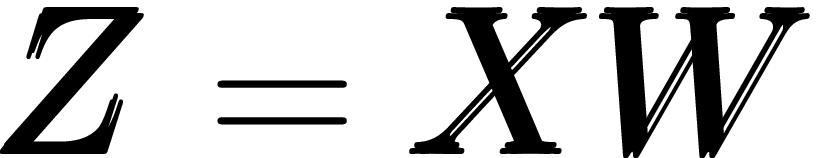 Z = XW